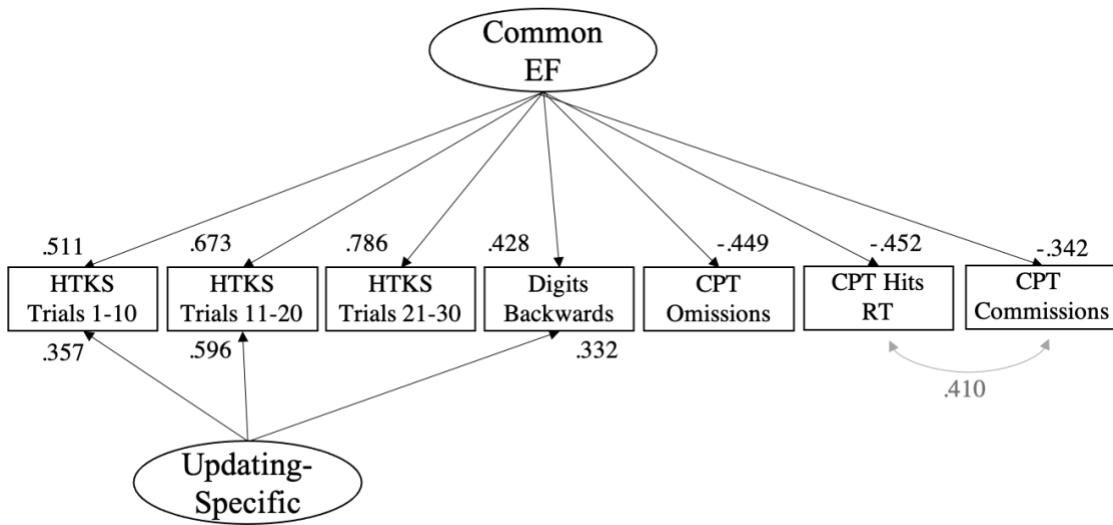 Common
EF
.511
.673
.786
.428
-.449
-.452
-.342
HTKS
Trials 1-10
HTKS
Trials 11-20
HTKS
Trials 21-30
Digits
Backwards
CPT
Omissions
CPT Hits
RT
CPT
Commissions
.357
.596
.332
.410
Updating-
Specific